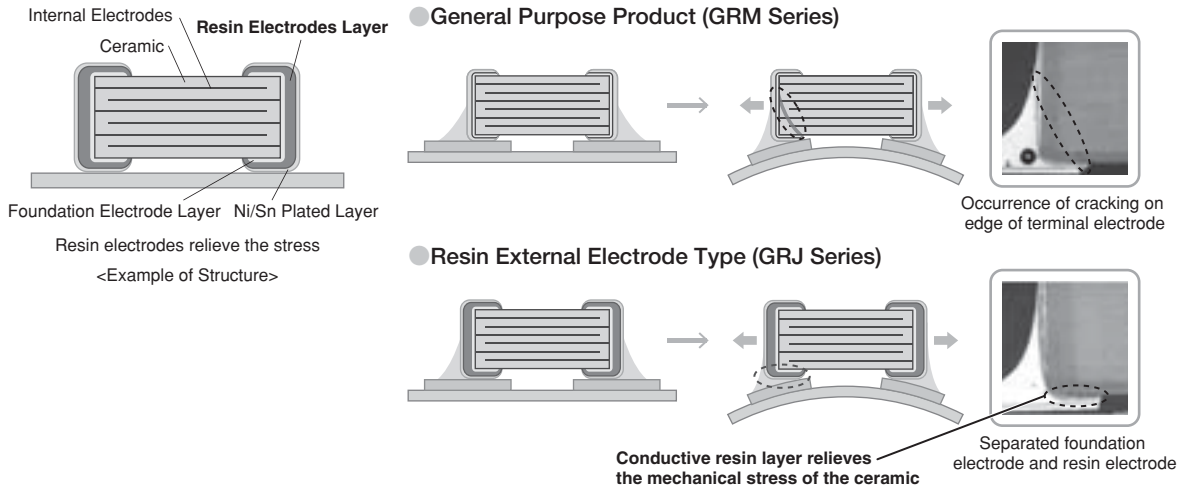 Internal Electrodes
Resin Electrodes Layer
Ceramic
Foundation Electrode Layer
Ni/Sn Plated Layer
Resin electrodes relieve the stress
<Example of Structure>
General Purpose Product (GRM Series)
Occurrence of cracking on
edge of terminal electrode
Resin External Electrode Type (GRJ Series)
Conductive resin layer relieves
the mechanical stress of the ceramic
Separated foundation
electrode and resin electrode